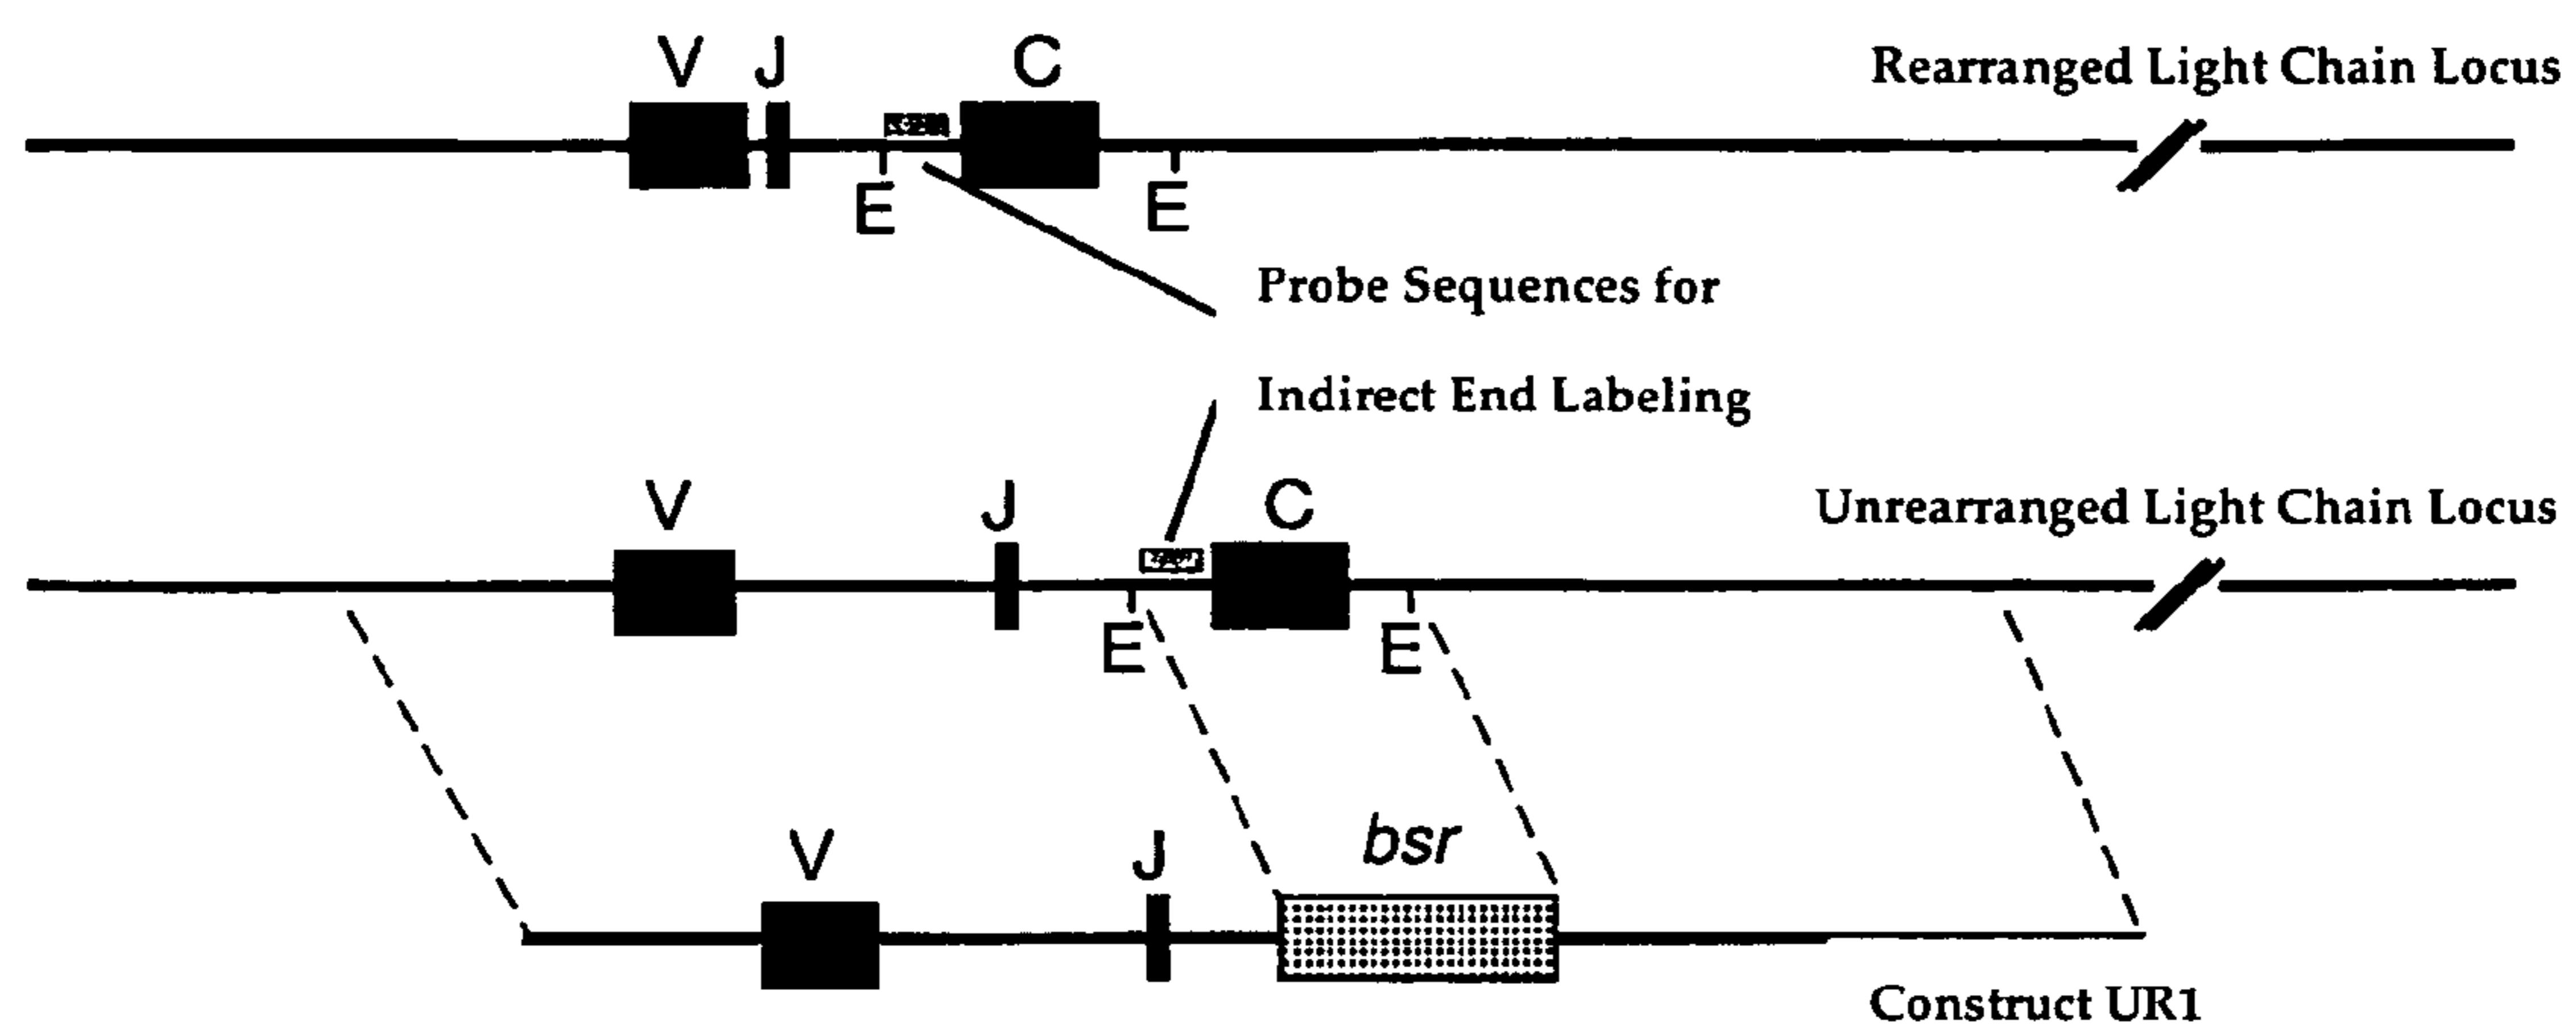 V J C
Rearranged Light Chain Locus
E E
Probe Sequences for
Indirect End Labeling
V J C
Unrearranged Light Chain Locus
E E
V J bsr
Construct UR1